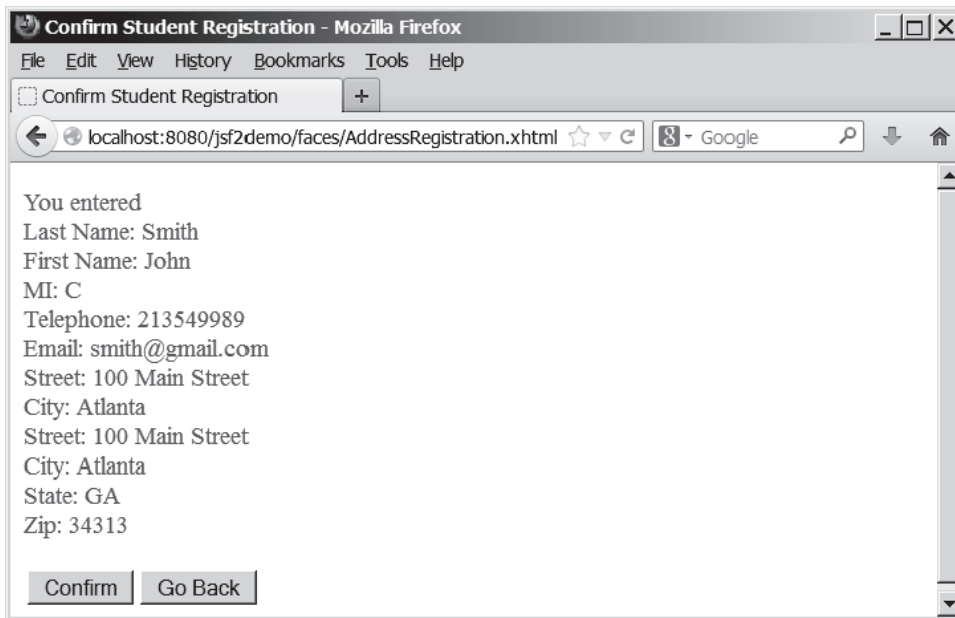 Confirm Student Registration - Mozilla Firefox
File Edit View History Bookmarks Tools Help
Confirm Student Registration +
localhost:8080/jsf2demo/faces/AddressRegistration.xhtml 8 Google
You entered
Last Name: Smith
First Name: John
MI: C
Telephone: 213549989
Email: smith@gmail.com
Street: 100 Main Street
City: Atlanta
Street: 100 Main Street
City: Atlanta
State: GA
Zip: 34313
Confirm Go Back